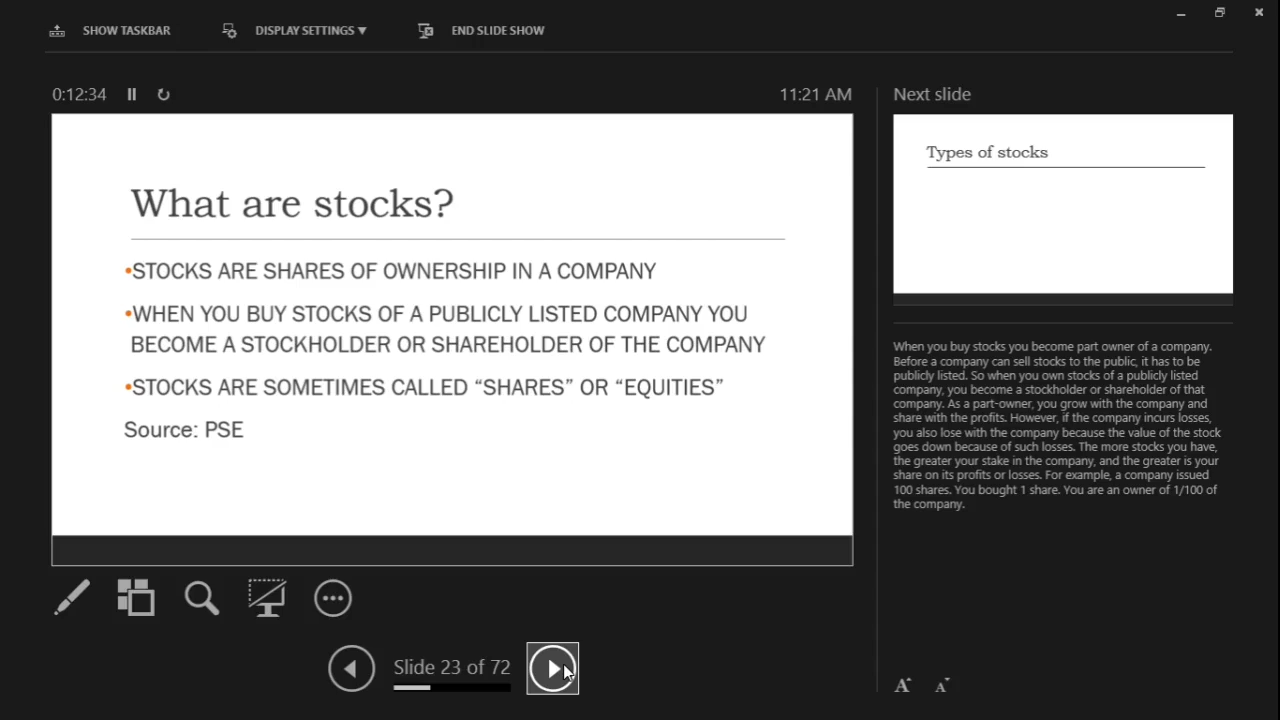 SHOW TASKBAR
DISPLAY SETTINGS ▼
END SLIDE SHOW
0:12:34
11:21 AM
What are stocks?
•STOCKS ARE SHARES OF OWNERSHIP IN A COMPANY
•WHEN YOU BUY STOCKS OF A PUBLICLY LISTED COMPANY YOU
BECOME A STOCKHOLDER OR SHAREHOLDER OF THE COMPANY
•STOCKS ARE SOMETIMES CALLED “SHARES” OR “EQUITIES”
Source: PSE
Slide 23 of 72
Next slide
Types of stocks
When you buy stocks you become part owner of a company.
Before a company can sell stocks to the public, it has to be
publicly listed. So when you own stocks of a publicly listed
company, you become a stockholder or shareholder of that
company. As a part-owner, you grow with the company and
share with the profits. However, if the company incurs losses,
you also lose with the company because the value of the stock
goes down because of such losses. The more stocks you have,
the greater your stake in the company, and the greater is your
share on its profits or losses. For example, a company issued
100 shares. You bought 1 share. You are an owner of 1/100 of
the company.
A A